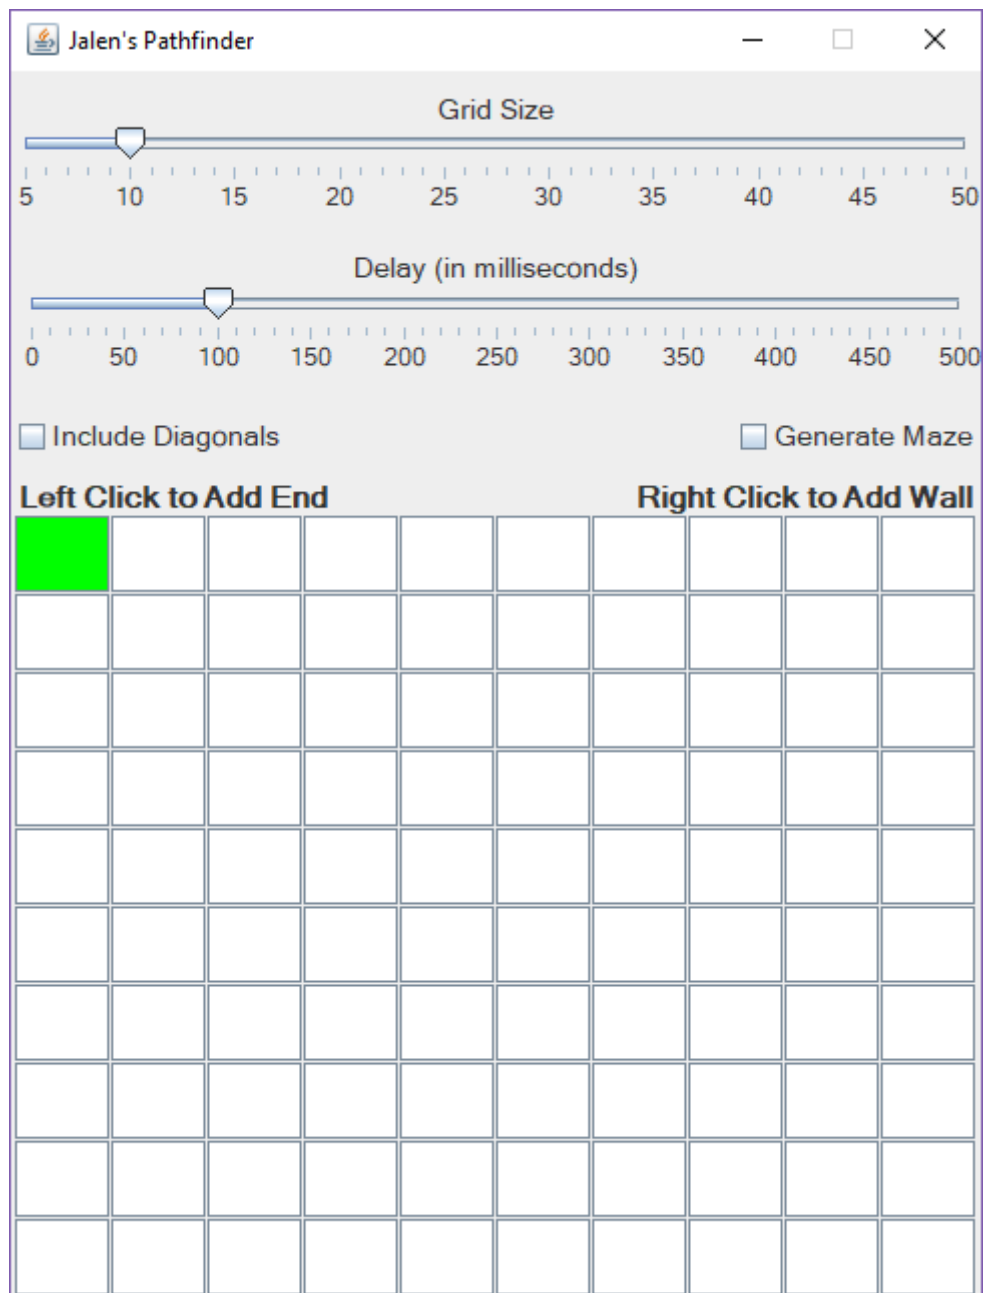 Jalen's Pathfinder
Grid Size
5 10 15 20 25 30 35 40 45 50
Delay (in milliseconds)
0 50 100 150 200 250 300 350 400 450 500
Include Diagonals Generate Maze
Left Click to Add End Right Click to Add Wall